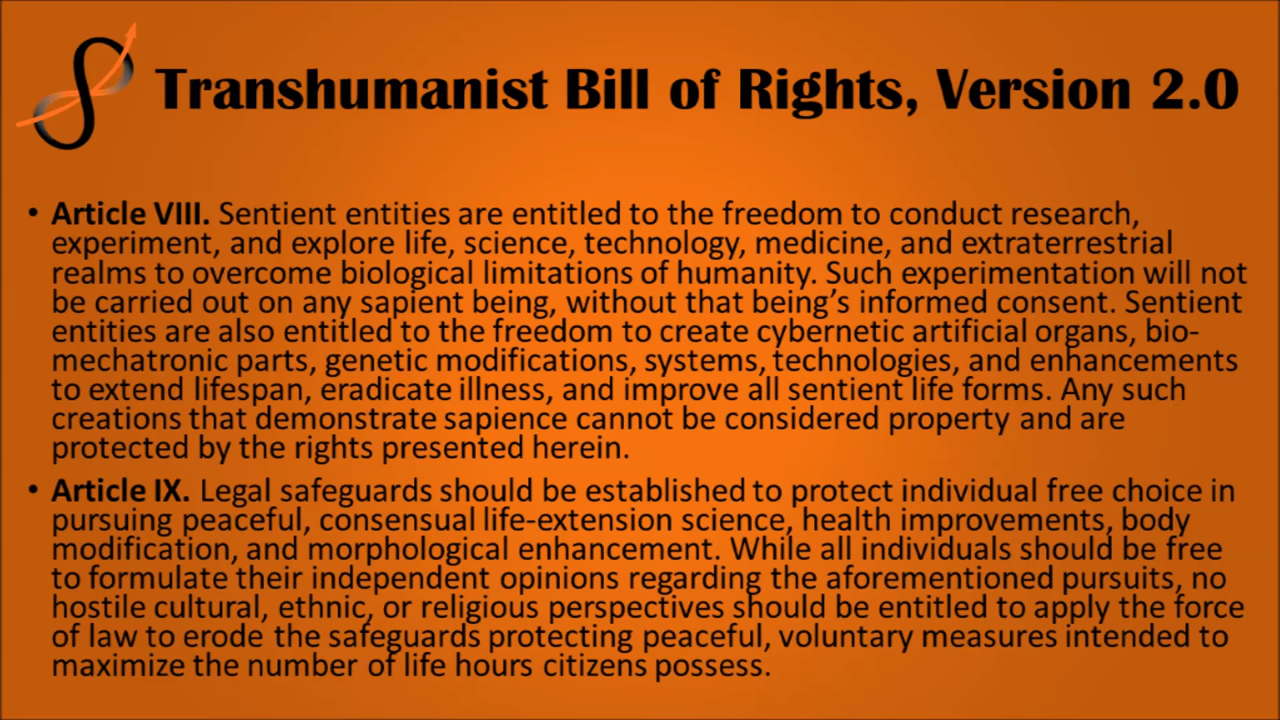 Transhumanist Bill of Rights, Version 2.0
• Article VIII. Sentient entities are entitled to the freedom to conduct research,
experiment, and explore life, science, technology, medicine, and extraterrestrial
realms to overcome biological limitations of humanity. Such experimentation will not
be carried out on any sapient being, without that being’s informed consent. Sentient
entities are also entitled to the freedom to create cybernetic artificial organs, bio-
mechatronic parts, genetic modifications, systems, technologies, and enhancements
to extend lifespan, eradicate illness, and improve all sentient life forms. Any such
creations that demonstrate sapience cannot be considered property and are
protected by the rights presented herein.
• Article IX. Legal safeguards should be established to protect individual free choice in
pursuing peaceful, consensual life-extension science, health improvements, body
modification, and morphological enhancement. While all individuals should be free
to formulate their independent opinions regarding the aforementioned pursuits, no
hostile cultural, ethnic, or religious perspectives should be entitled to apply the force
of law to erode the safeguards protecting peaceful, voluntary measures intended to
maximize the number of life hours citizens possess.